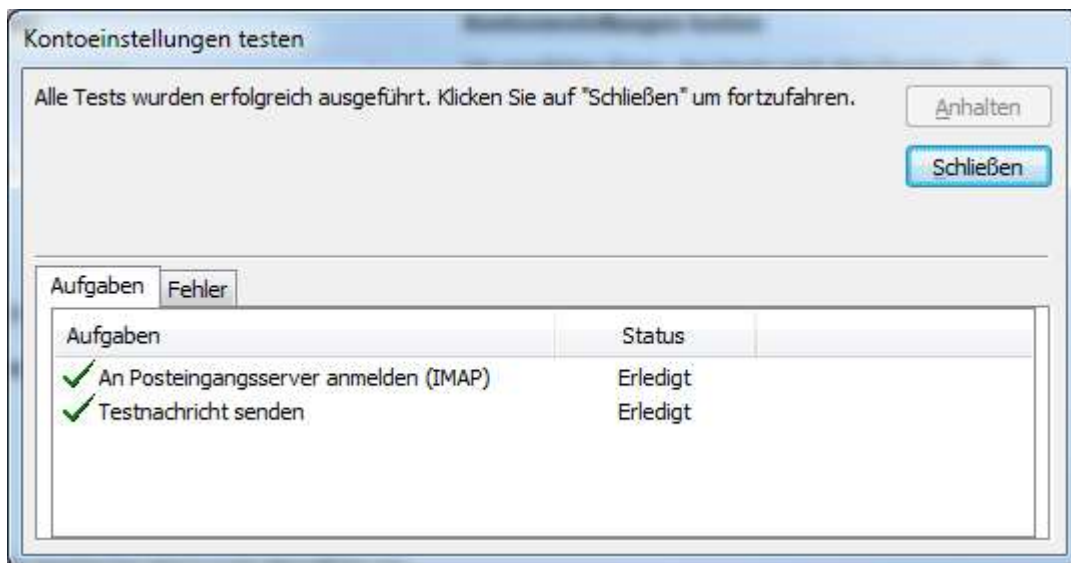 Kontoeinstellungen testen
Alle Tests wurden erfolgreich ausgeführt. Klicken Sie auf "Schließen" um fortzufahren.
Anhalten
Schließen
Aufgaben Fehler
Aufgaben Status
An Posteingangsserver anmelden (IMAP) Erledigt
Testnachricht senden Erledigt